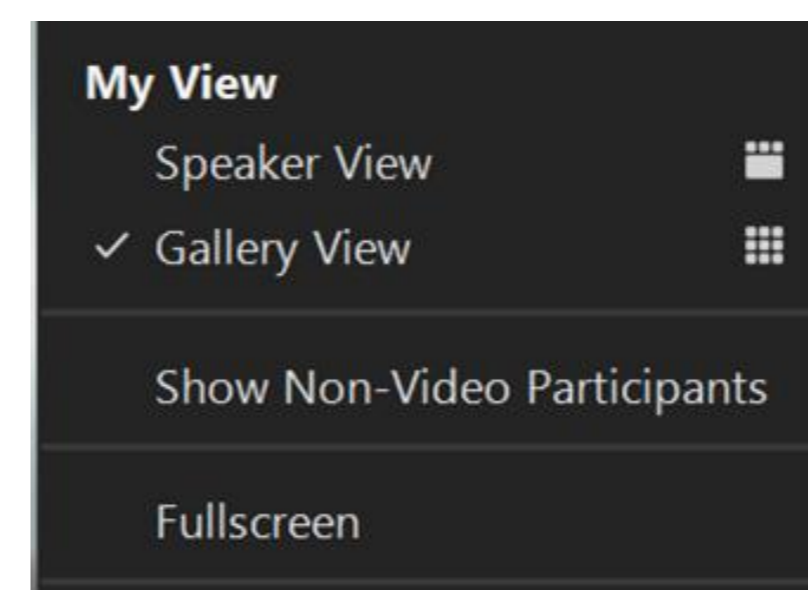 My View
Speaker View
Gallery View
Show Non-Video Participants
Fullscreen